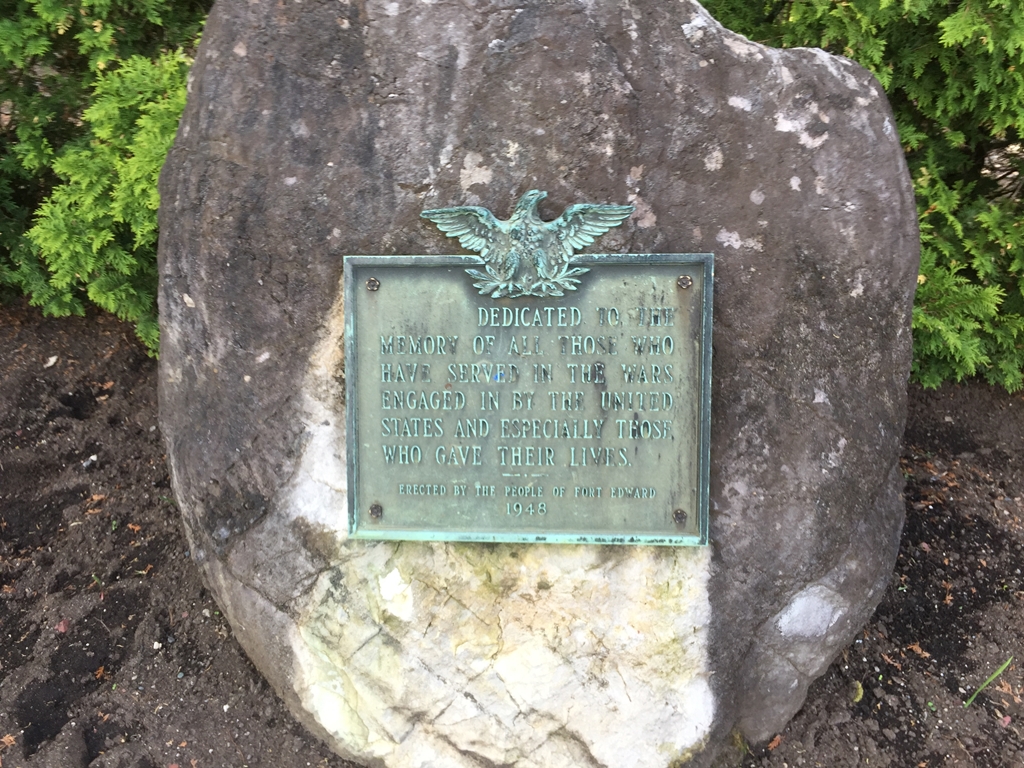 DEDICATED TO THE
MEMORY OF ALL THOSE WHO
HAVE SERVED IN THE WARS
ENGAGED IN BY THE UNITED
STATES AND ESPECIALLY THOSE
WHO GAVE THEIR LIVES.
ERECTED BY THE PEOPLE OF FORT EDWARD
1948